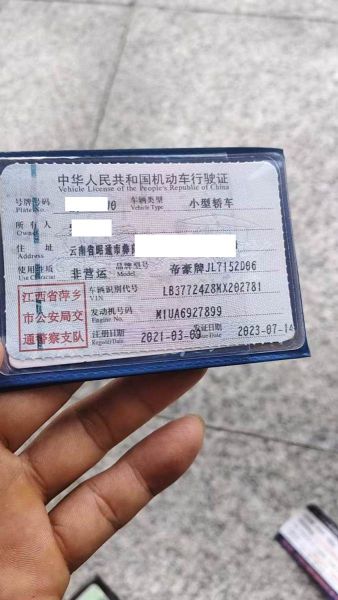 中华人民共和国机动车行驶证
Vehicle License of the People's Republic of China
号牌号码 Plate No. 0 车辆类型 Vehicle Type 小型轿车
所有人 Owner
住址 Address 云南省昭通市
使用性质 Use Character 非营运 品牌型号 Model 帝豪牌JL7152D06
江西省萍乡 车辆识别代号 VIN LB37724Z8MX202781
市公安局交 发动机号码 Engine No. M1UA6927899
通警察支队 注册日期 Register Date 2021-03-03 发证日期 Issue Date 2023-07-14